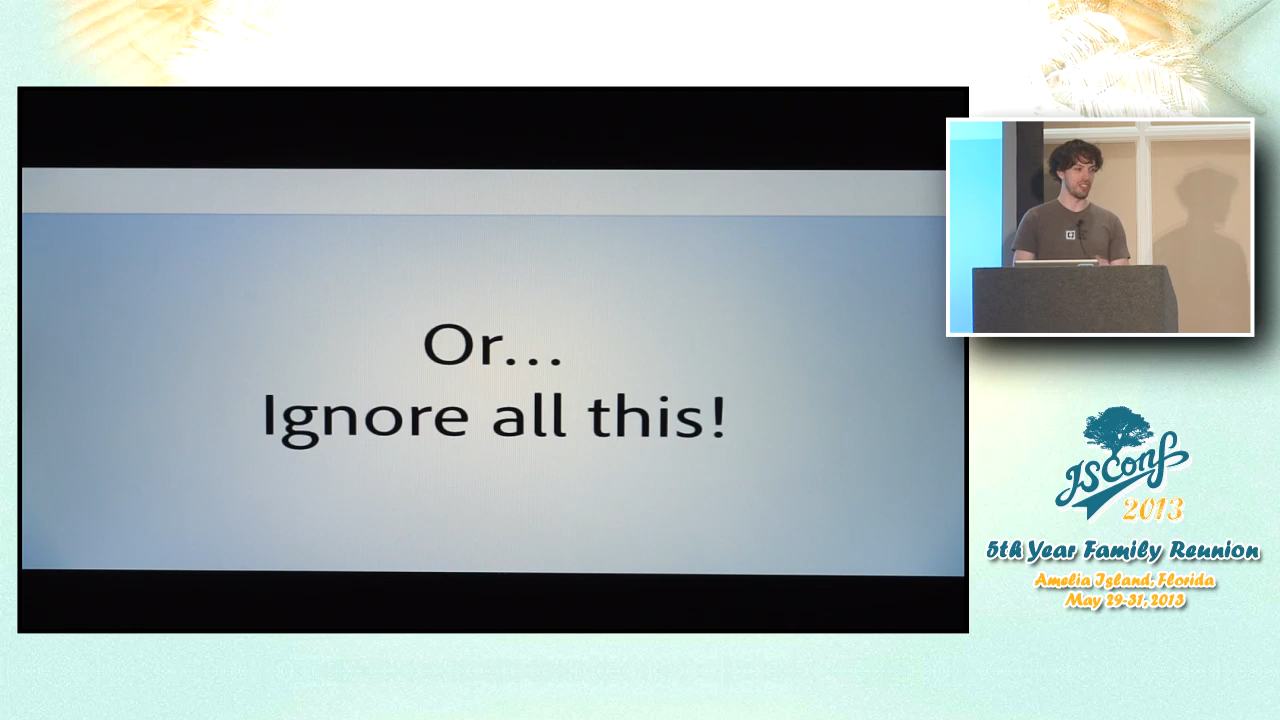 Or...
Ignore all this!
JSConf
2013
5th Year Family Reunion
Amelia Island, Florida
May 29-31, 2013